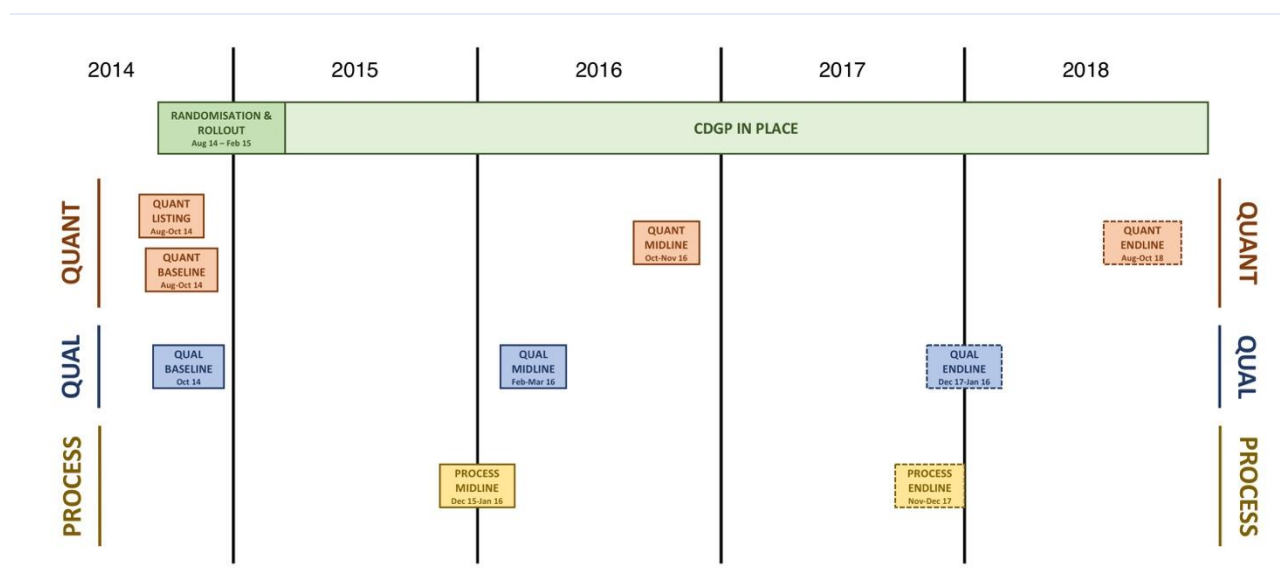 2014
2015
2016
2017
2018
RANDOMISATION &
ROLLOUT
Aug 14 – Feb 15
CDGP IN PLACE
QUANT
QUANT
LISTING
Aug-Oct 14
QUANT
BASELINE
Aug-Oct 14
QUANT
MIDLINE
Oct-Nov 16
QUANT
ENDLINE
Aug-Oct 18
QUANT
QUAL
QUAL
BASELINE
Oct 14
QUAL
MIDLINE
Feb-Mar 16
QUAL
ENDLINE
Dec 17-Jan 16
QUAL
PROCESS
PROCESS
MIDLINE
Dec 15-Jan 16
PROCESS
ENDLINE
Nov-Dec 17
PROCESS